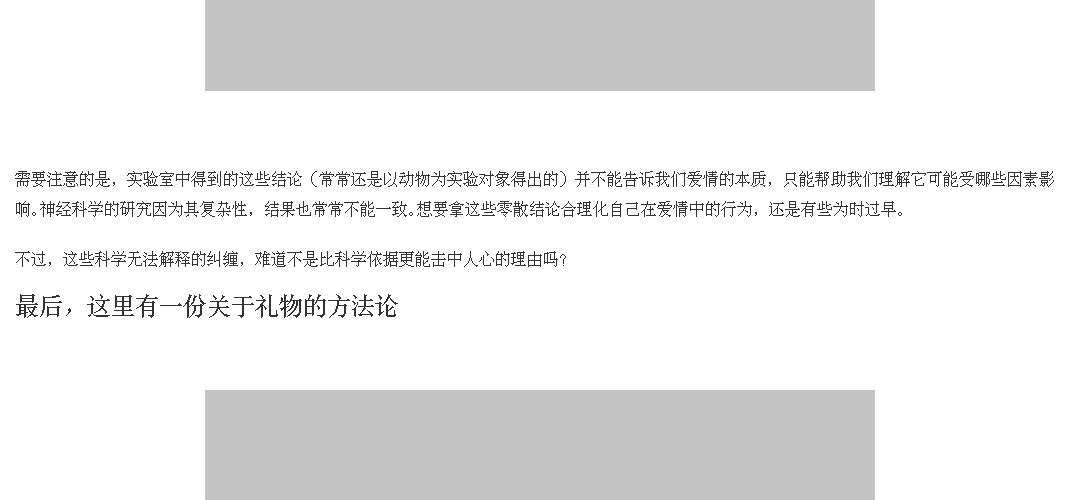 需要注意的是，实验室中得到的这些结论（常常还是以动物为实验对象得出的）并不能告诉我们爱情的本质，只能帮助我们理解它可能受哪些因素影
响。神经科学的研究因为其复杂性，结果也常常不能一致。想要拿这些零散结论合理化自己在爱情中的行为，还是有些为时过早。
不过，这些科学无法解释的纠缠，难道不是比科学依据更能击中人心的理由吗？
最后，这里有一份关于礼物的方法论